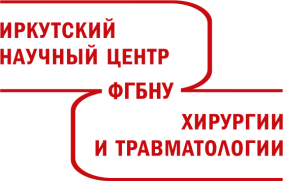 ИРКУТСКИЙ
НАУЧНЫЙ ЦЕНТР
ФГБНУ
ХИРУРГИИ
И ТРАВМАТОЛОГИИ